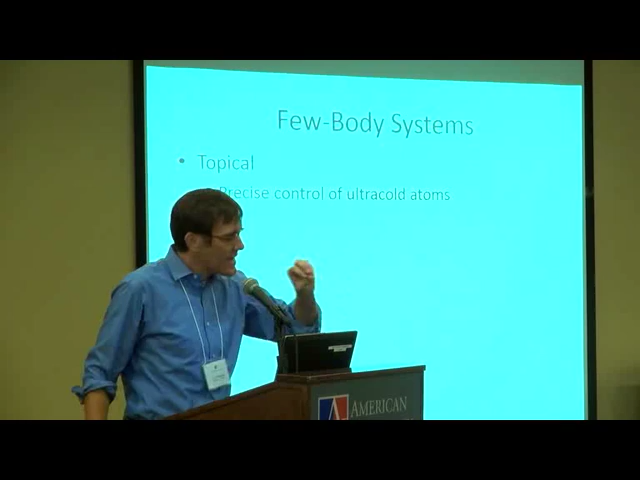 Few-Body Systems
• Topical
Precise control of ultracold atoms
AMERICAN